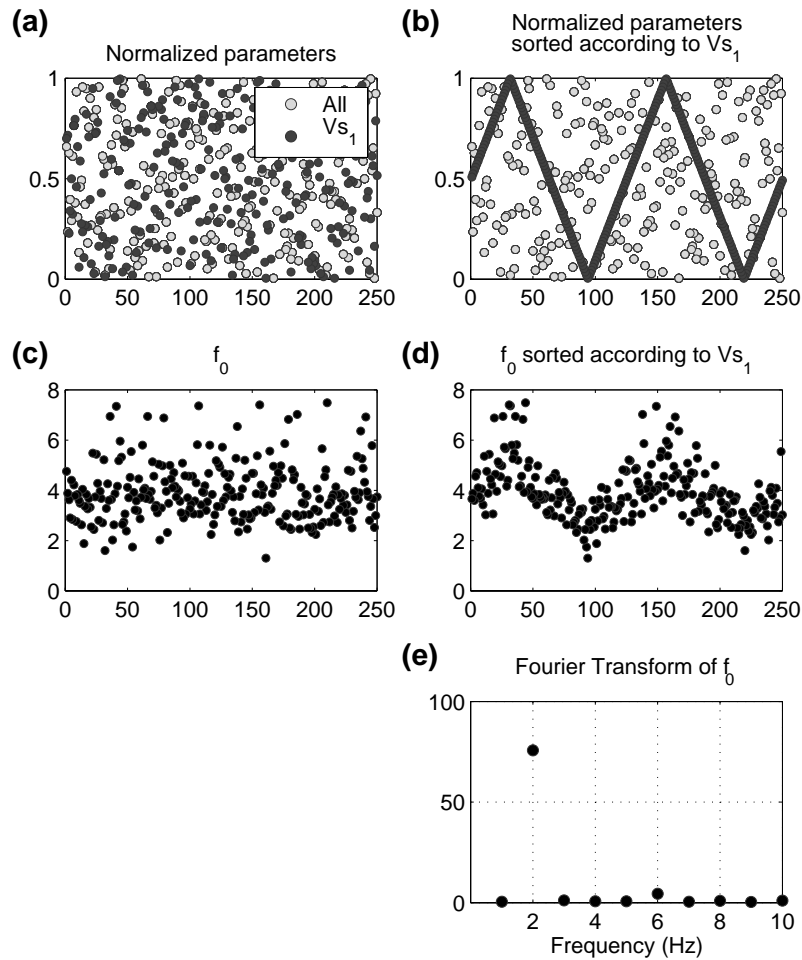 (a)
Normalized parameters
1
0.5
0
0 50 100 150 200 250
All
Vs1
(b)
Normalized parameters
sorted according to Vs1
1
0.5
0
0 50 100 150 200 250
(c)
f0
8
6
4
2
0
0 50 100 150 200 250
(d)
f0 sorted according to Vs1
8
6
4
2
0
0 50 100 150 200 250
(e)
Fourier Transform of f0
100
50
0
2 4 6 8 10
Frequency (Hz)